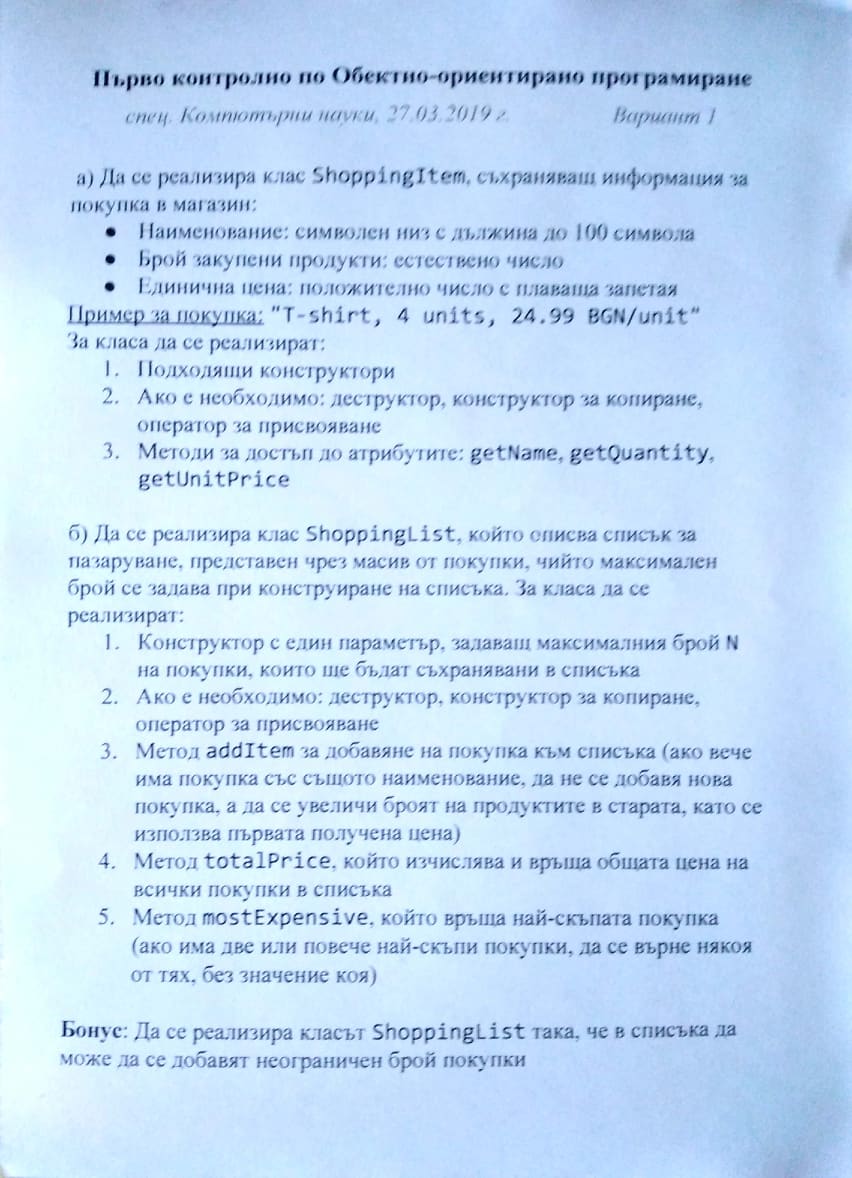 Първо контролно по Обектно-ориентирано програмиране
спец. Компютърни науки, 27.03.2019 г. Вариант 1
а) Да се реализира клас ShoppingItem, съхраняващ информация за
покупка в магазин:
● Наименование: символен низ с дължина до 100 символа
● Брой закупени продукти: естествено число
● Единична цена: положително число с плаваща запетая
Пример за покупка: "T-shirt, 4 units, 24.99 BGN/unit"
За класа да се реализират:
1. Подходящи конструктори
2. Ако е необходимо: деструктор, конструктор за копиране,
оператор за присвояване
3. Методи за достъп до атрибутите: getName, getQuantity,
getUnitPrice
б) Да се реализира клас ShoppingList, който описва списък за
пазаруване, представен чрез масив от покупки, чийто максимален
брой се задава при конструиране на списъка. За класа да се
реализират:
1. Конструктор с един параметър, задаващ максималния брой N
на покупки, които ще бъдат съхранявани в списъка
2. Ако е необходимо: деструктор, конструктор за копиране,
оператор за присвояване
3. Метод addItem за добавяне на покупка към списъка (ако вече
има покупка със същото наименование, да не се добавя нова
покупка, а да се увеличи броят на продуктите в старата, като се
използва първата получена цена)
4. Метод totalPrice, който изчислява и връща общата цена на
всички покупки в списъка
5. Метод mostExpensive, който връща най-скъпата покупка
(ако има две или повече най-скъпи покупки, да се върне някоя
от тях, без значение коя)
Бонус: Да се реализира класът ShoppingList така, че в списъка да
може да се добавят неограничен брой покупки